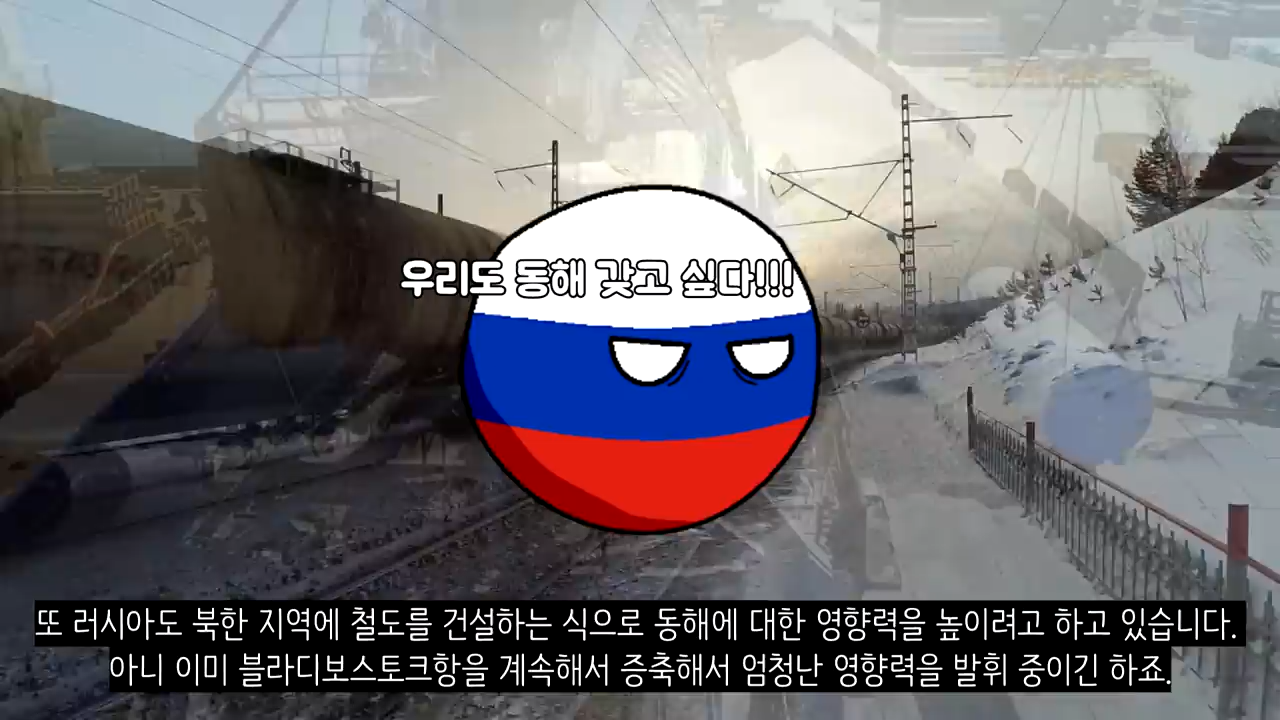 우리도 동해 갖고 싶다!!!
또 러시아도 북한 지역에 철도를 건설하는 식으로 동해에 대한 영향력을 높이려고 하고 있습니다.
아니 이미 블라디보스토크항을 계속해서 증축해서 엄청난 영향력을 발휘 중이긴 하죠.